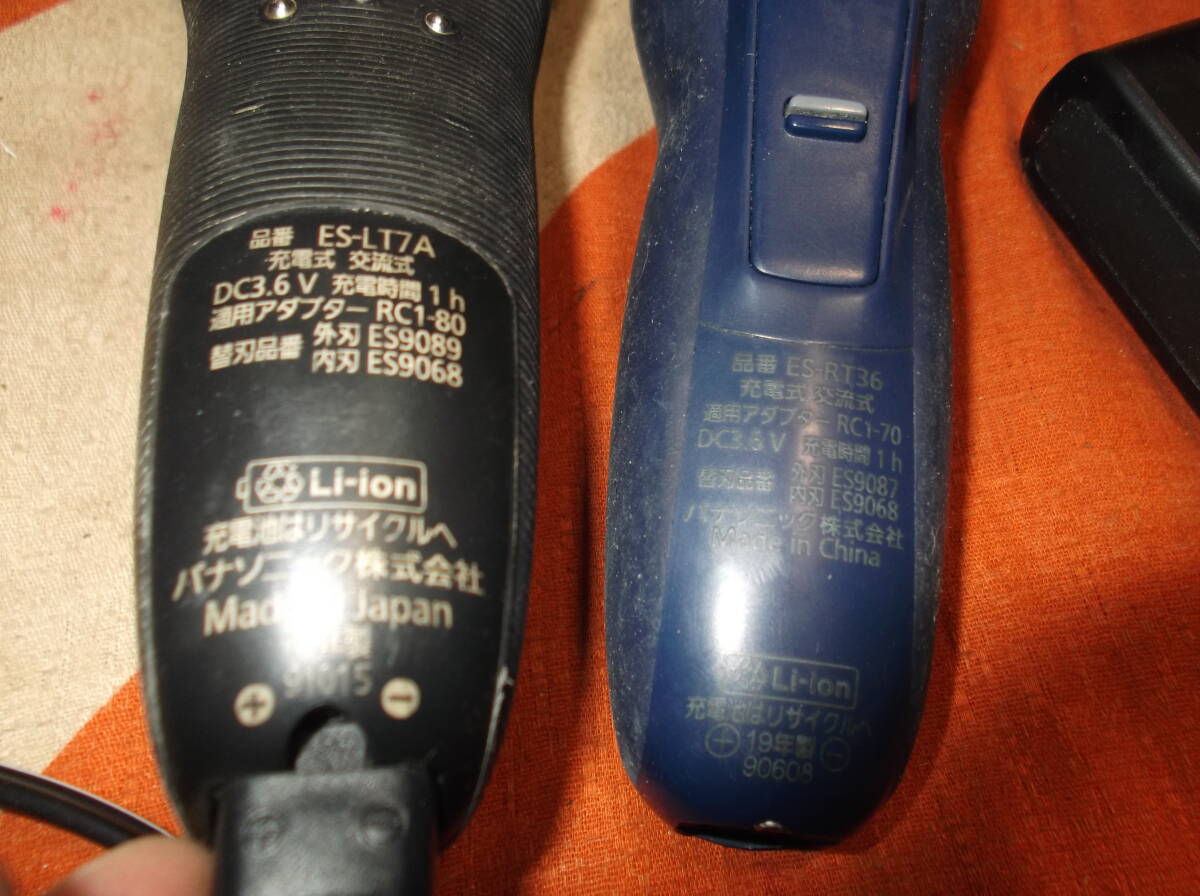 品番 ES-LT7A
充電式 交流式
DC3.6 V 充電時間 1 h
適用アダプター RC1-80
替刃品番 外刃 ES9089
内刃 ES9068
Li-ion
充電池はリサイクルへ
パナソニック株式会社
Made Japan
製
91015
品番 ES-RT36
充電式 交流式
適用アダプター RC1-70
DC3.6 V 充電時間 1 h
替刃品番 外刃 ES9087
内刃 ES9068
パナソニック株式会社
Made in China
Li-ion
充電池はリサイクルへ
19年製
90608